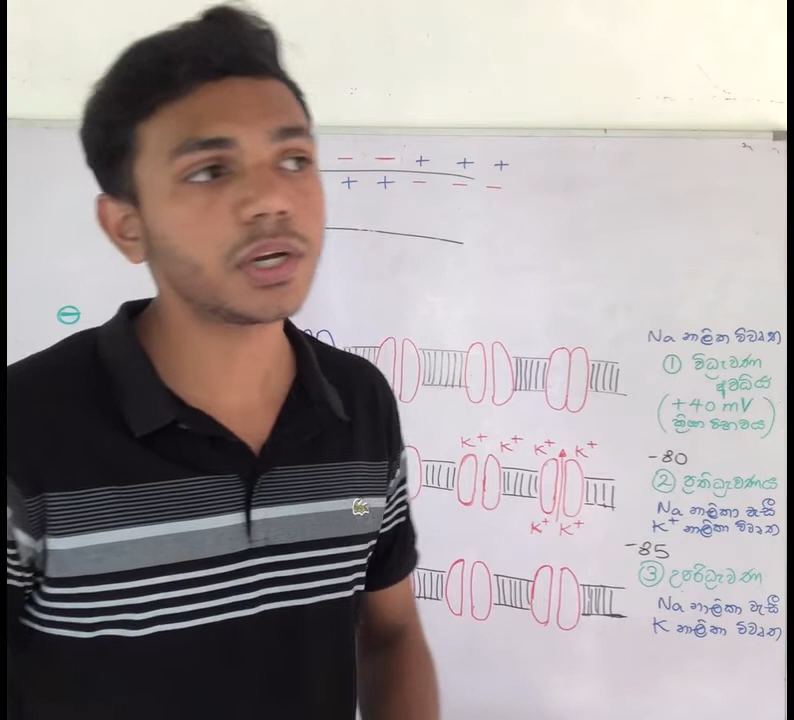 − − + + +
+ + − − −
⊖
Na නාලිකා විවෘත
① විධ්‍රැවණ
අවධිය
(+40 mV
ක්‍රියා විභවය)
K⁺ K⁺ K⁺ K⁺
K⁺ K⁺
-80
② ප්‍රතිධ්‍රැවණය
Na නාලිකා වැසී
K⁺ නාලිකා විවෘත
-85
③ උපරිධ්‍රැවණ
Na නාලිකා වැසී
K නාලිකා විවෘත